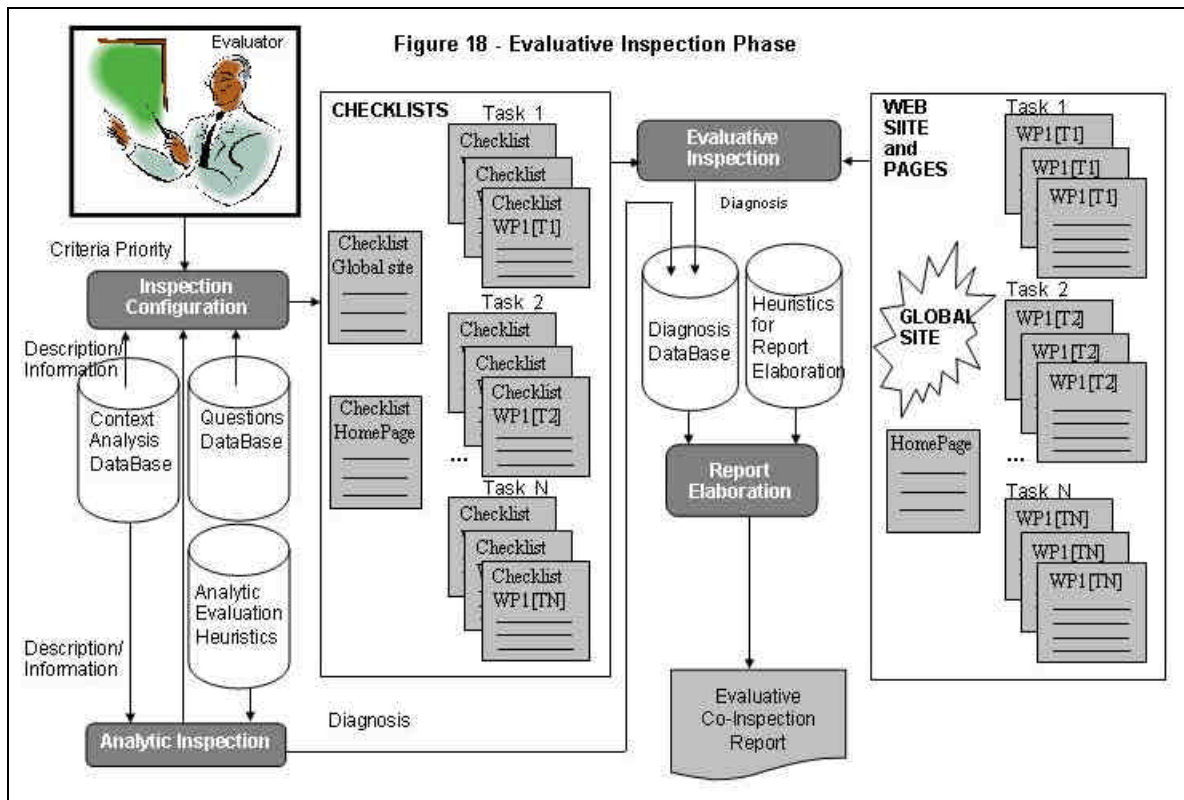 Figure 18 - Evaluative Inspection Phase
Evaluator
Criteria Priority
Inspection
Configuration
Description/
Information
Context
Analysis
DataBase
Questions
DataBase
Analytic
Evaluation
Heuristics
Description/
Information
Analytic Inspection
Diagnosis
CHECKLISTS
Checklist
Global site
Checklist
HomePage
Task 1
Checklist
Checklist
Checklist
WP1[T1]
Task 2
Checklist
Checklist
Checklist
WP1[T2]
...
Task N
Checklist
Checklist
Checklist
WP1[TN]
Evaluative
Inspection
Diagnosis
Diagnosis
DataBase
Heuristics
for
Report
Elaboration
Report
Elaboration
Evaluative
Co-Inspection
Report
WEB
SIITE
and
PAGES
GLOBAL
SITE
HomePage
Task 1
WP1[T1]
WP1[T1]
WP1[T1]
Task 2
WP1[T2]
WP1[T2]
WP1[T2]
...
Task N
WP1[TN]
WP1[TN]
WP1[TN]